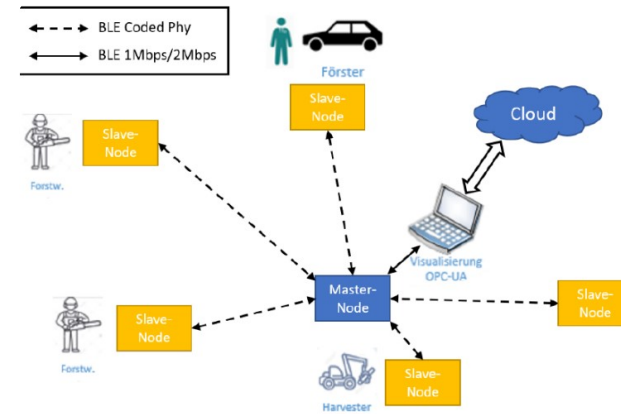 BLE Coded Phy
BLE 1Mbps/2Mbps
Förster
Slave-
Node
Cloud
Slave-
Node
Forstw.
Visualisierung
OPC-UA
Master-
Node
Slave-
Node
Slave-
Node
Forstw.
Slave-
Node
Harvester